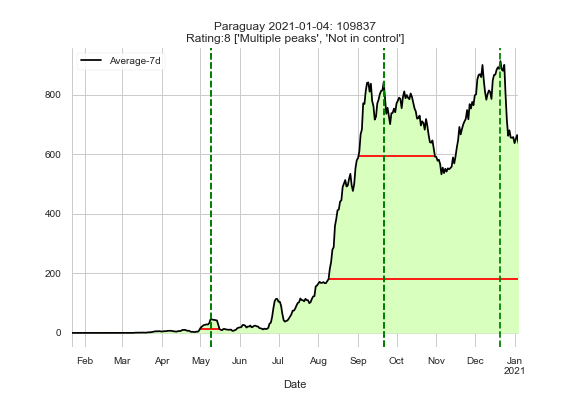 Paraguay 2021-01-04: 109837
Rating:8 ['Multiple peaks', 'Not in control']
Average-7d
800
600
400
200
0
Feb Mar Apr May Jun Jul Aug Sep Oct Nov Dec Jan
2021
Date